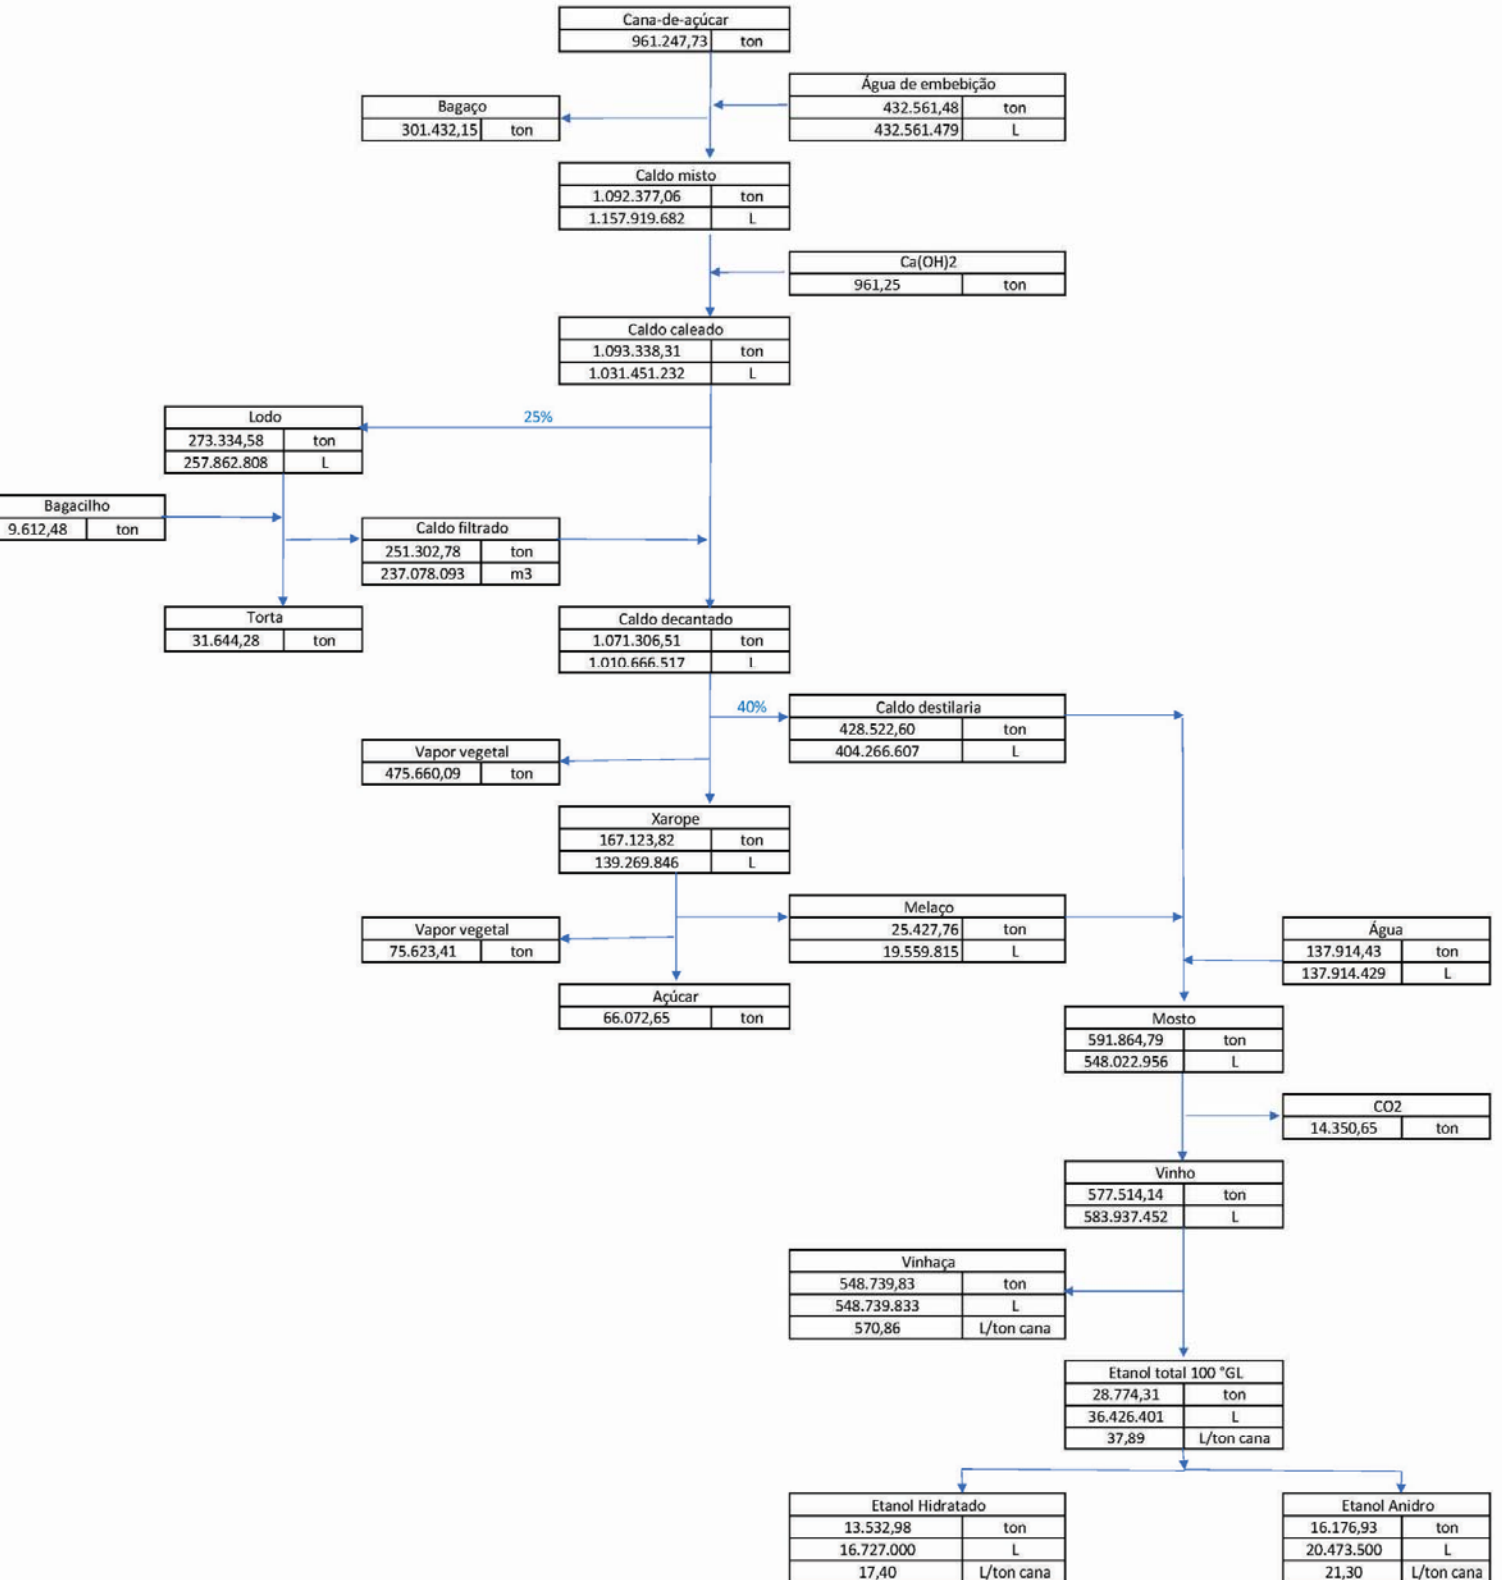 Cana-de-açúcar
961.247,73 ton
Água de embebição
432.561,48 ton
432.561.479 L
Bagaço
301.432,15 ton
Caldo misto
1.092.377,06 ton
1.157.919.682 L
Ca(OH)2
961,25 ton
Caldo caleado
1.093.338,31 ton
1.031.451.232 L
25%
Lodo
273.334,58 ton
257.862.808 L
Bagacilho
9.612,48 ton
Caldo filtrado
251.302,78 ton
237.078.093 m3
Torta
31.644,28 ton
Caldo decantado
1.071.306,51 ton
1.010.666.517 L
40%
Caldo destilaria
428.522,60 ton
404.266.607 L
Vapor vegetal
475.660,09 ton
Xarope
167.123,82 ton
139.269.846 L
Melaço
25.427,76 ton
19.559.815 L
Vapor vegetal
75.623,41 ton
Água
137.914,43 ton
137.914.429 L
Açúcar
66.072,65 ton
Mosto
591.864,79 ton
548.022.956 L
CO2
14.350,65 ton
Vinho
577.514,14 ton
583.937.452 L
Vinhaça
548.739,83 ton
548.739.833 L
570,86 L/ton cana
Etanol total 100 °GL
28.774,31 ton
36.426.401 L
37,89 L/ton cana
Etanol Hidratado
13.532,98 ton
16.727.000 L
17,40 L/ton cana
Etanol Anidro
16.176,93 ton
20.473.500 L
21,30 L/ton cana